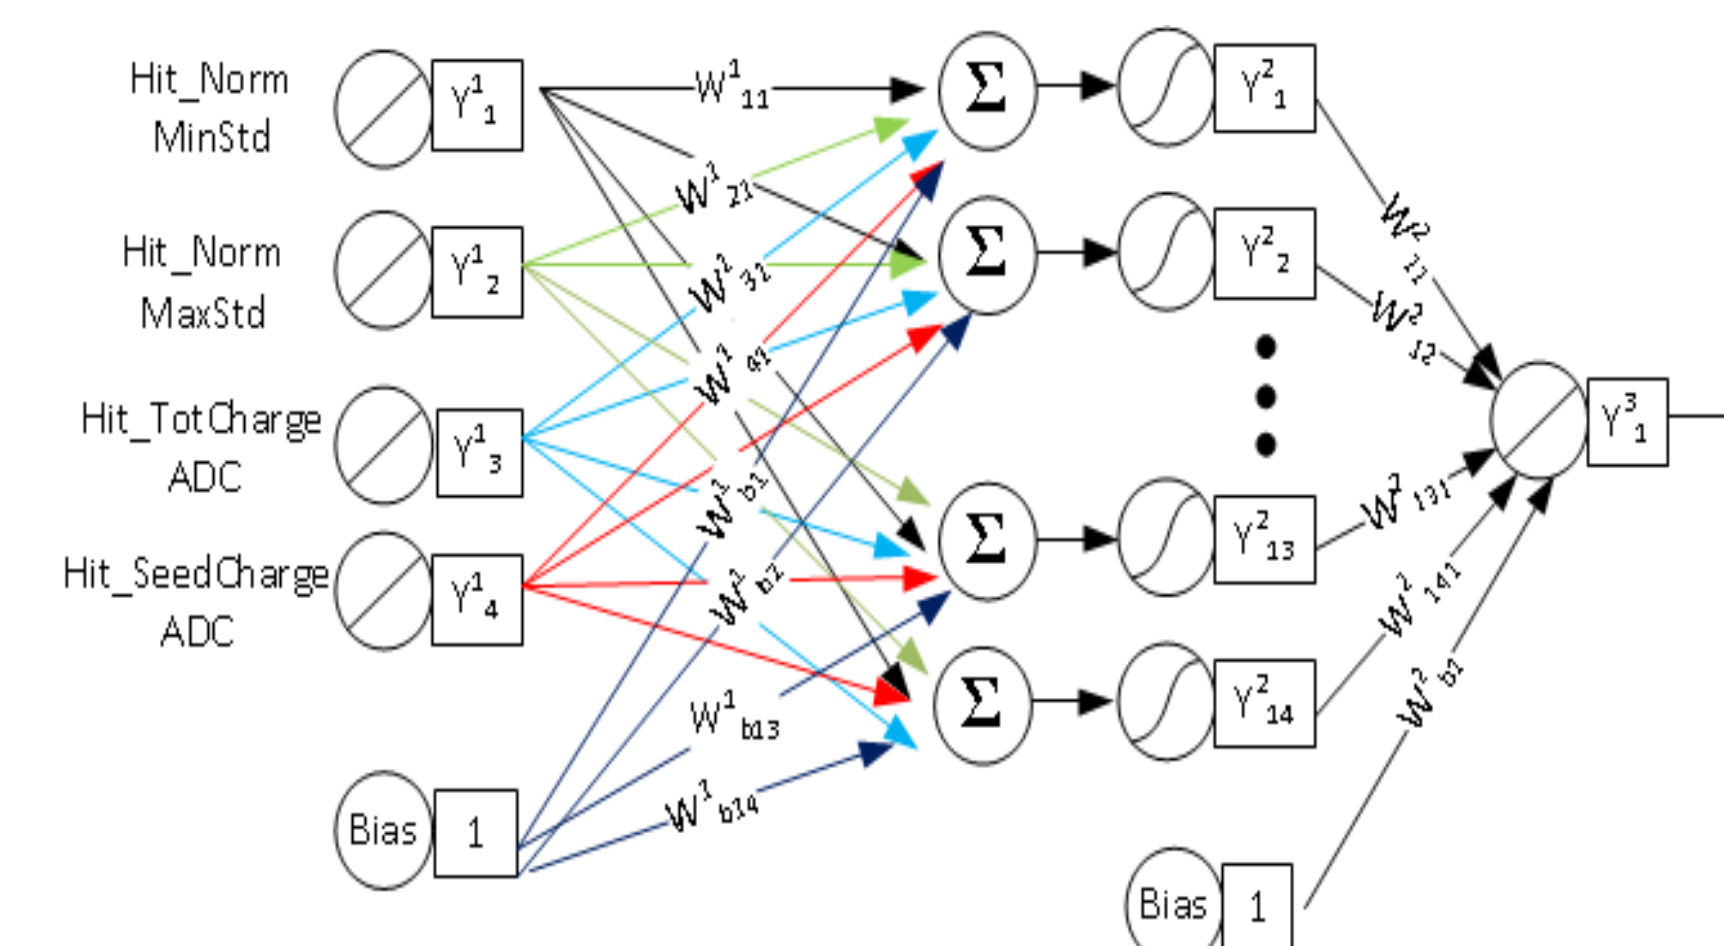 Hit_Norm
MinStd
Y¹₁
W¹₁₁
Σ
Y²₁
Hit_Norm
MaxStd
Y¹₂
W¹₂₁
Σ
Y²₂
W²₁₁
W¹₃₁
W²₁₂
Hit_TotCharge
ADC
Y¹₃
W¹₄₁
Y³₁
Hit_SeedCharge
ADC
Y¹₄
W¹b1
Σ
Y²₁₃
W²₁₃₁
W¹b2
W²₁₄₁
W¹b13
Σ
Y²₁₄
W²b1
Bias
1
W¹b14
Bias
1